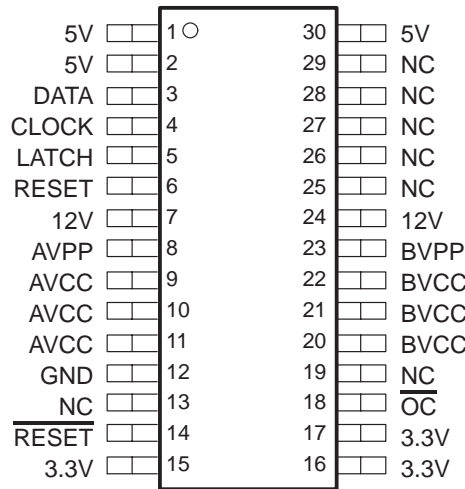 5V 1 30 5V
5V 2 29 NC
DATA 3 28 NC
CLOCK 4 27 NC
LATCH 5 26 NC
RESET 6 25 NC
12V 7 24 12V
AVPP 8 23 BVPP
AVCC 9 22 BVCC
AVCC 10 21 BVCC
AVCC 11 20 BVCC
GND 12 19 NC
NC 13 18 O̅C̅
R̅E̅S̅E̅T̅ 14 17 3.3V
3.3V 15 16 3.3V